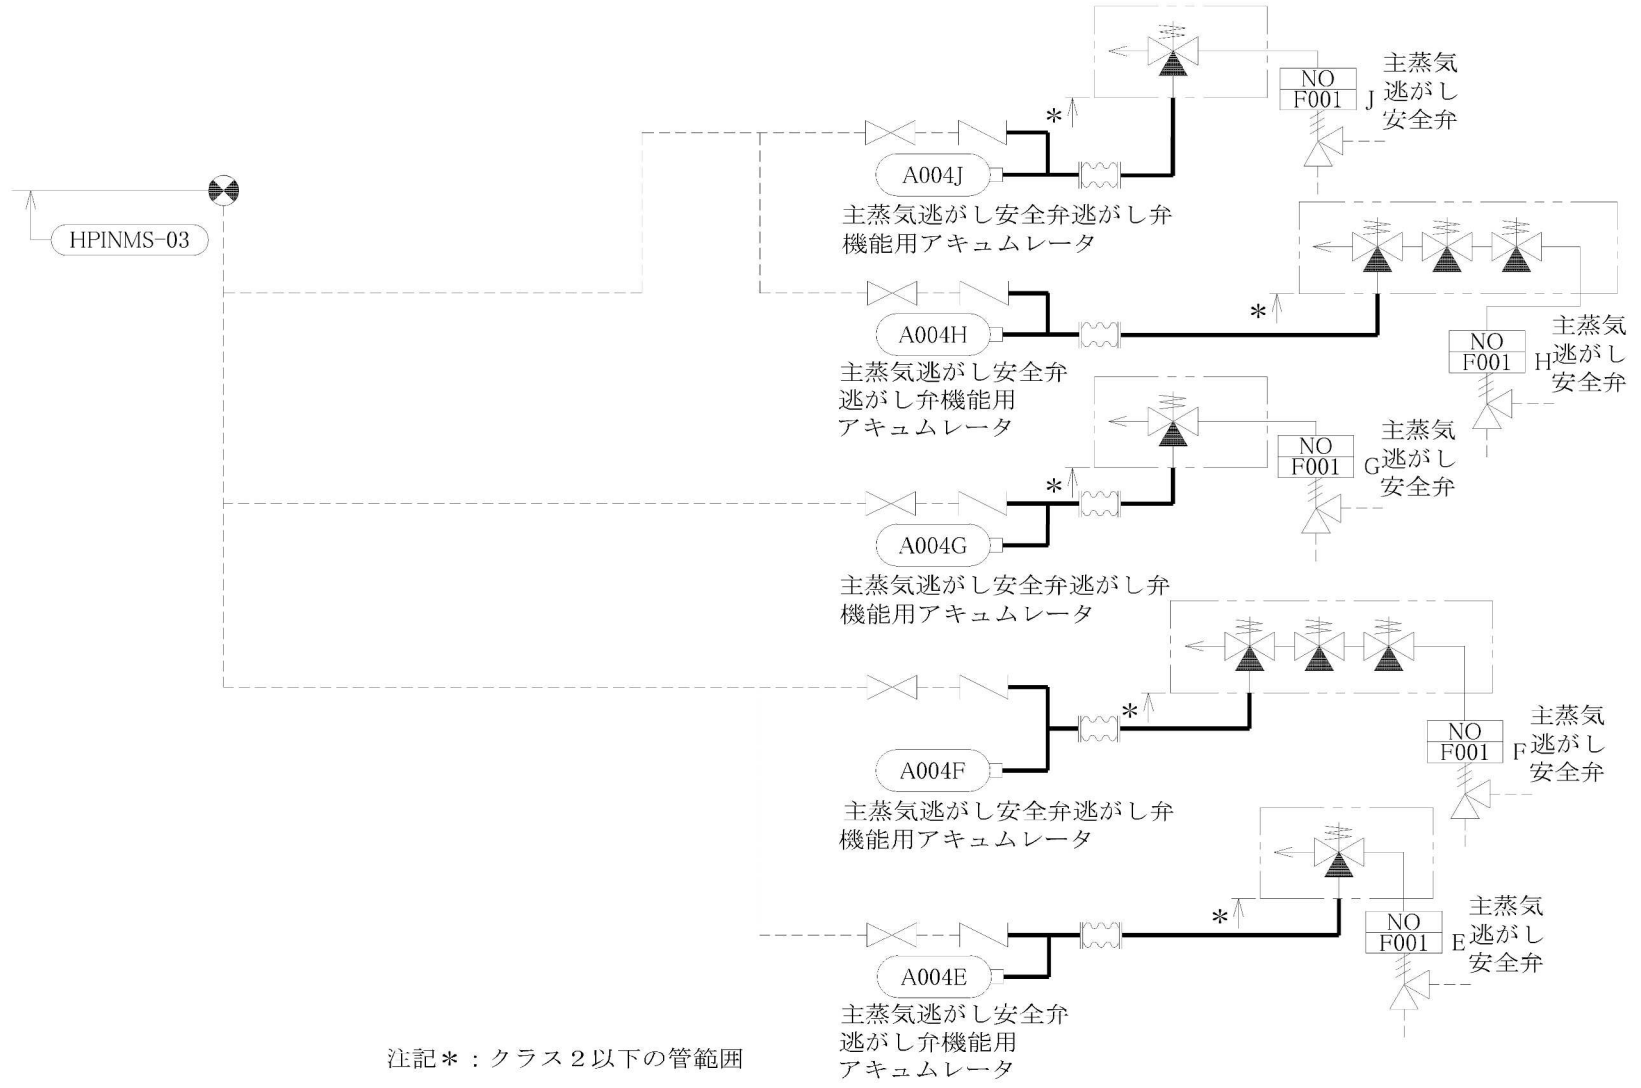 NO
F001
J
主蒸気
逃がし
安全弁
*
A004J
主蒸気逃がし安全弁逃がし弁
機能用アキュムレータ
HPINMS-03
*
A004H
主蒸気逃がし安全弁
逃がし弁機能用
アキュムレータ
NO
F001
H
主蒸気
逃がし
安全弁
*
A004G
主蒸気逃がし安全弁逃がし弁
機能用アキュムレータ
NO
F001
G
主蒸気
逃がし
安全弁
*
A004F
主蒸気逃がし安全弁逃がし弁
機能用アキュムレータ
NO
F001
F
主蒸気
逃がし
安全弁
*
A004E
主蒸気逃がし安全弁
逃がし弁機能用
アキュムレータ
NO
F001
E
主蒸気
逃がし
安全弁
注記*：クラス２以下の管範囲